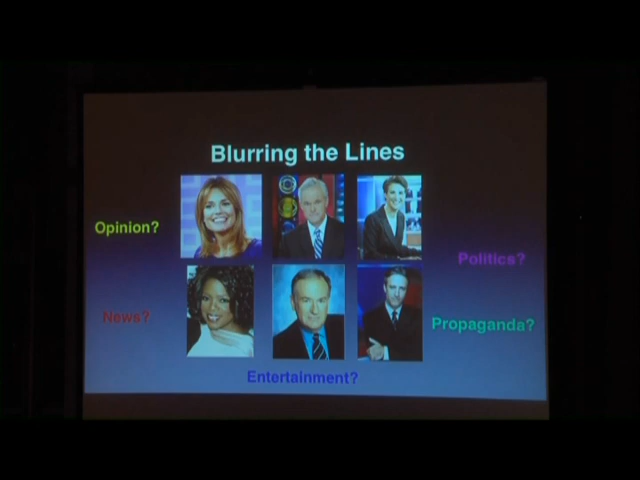 Blurring the Lines
Opinion?
Politics?
News?
Propaganda?
Entertainment?